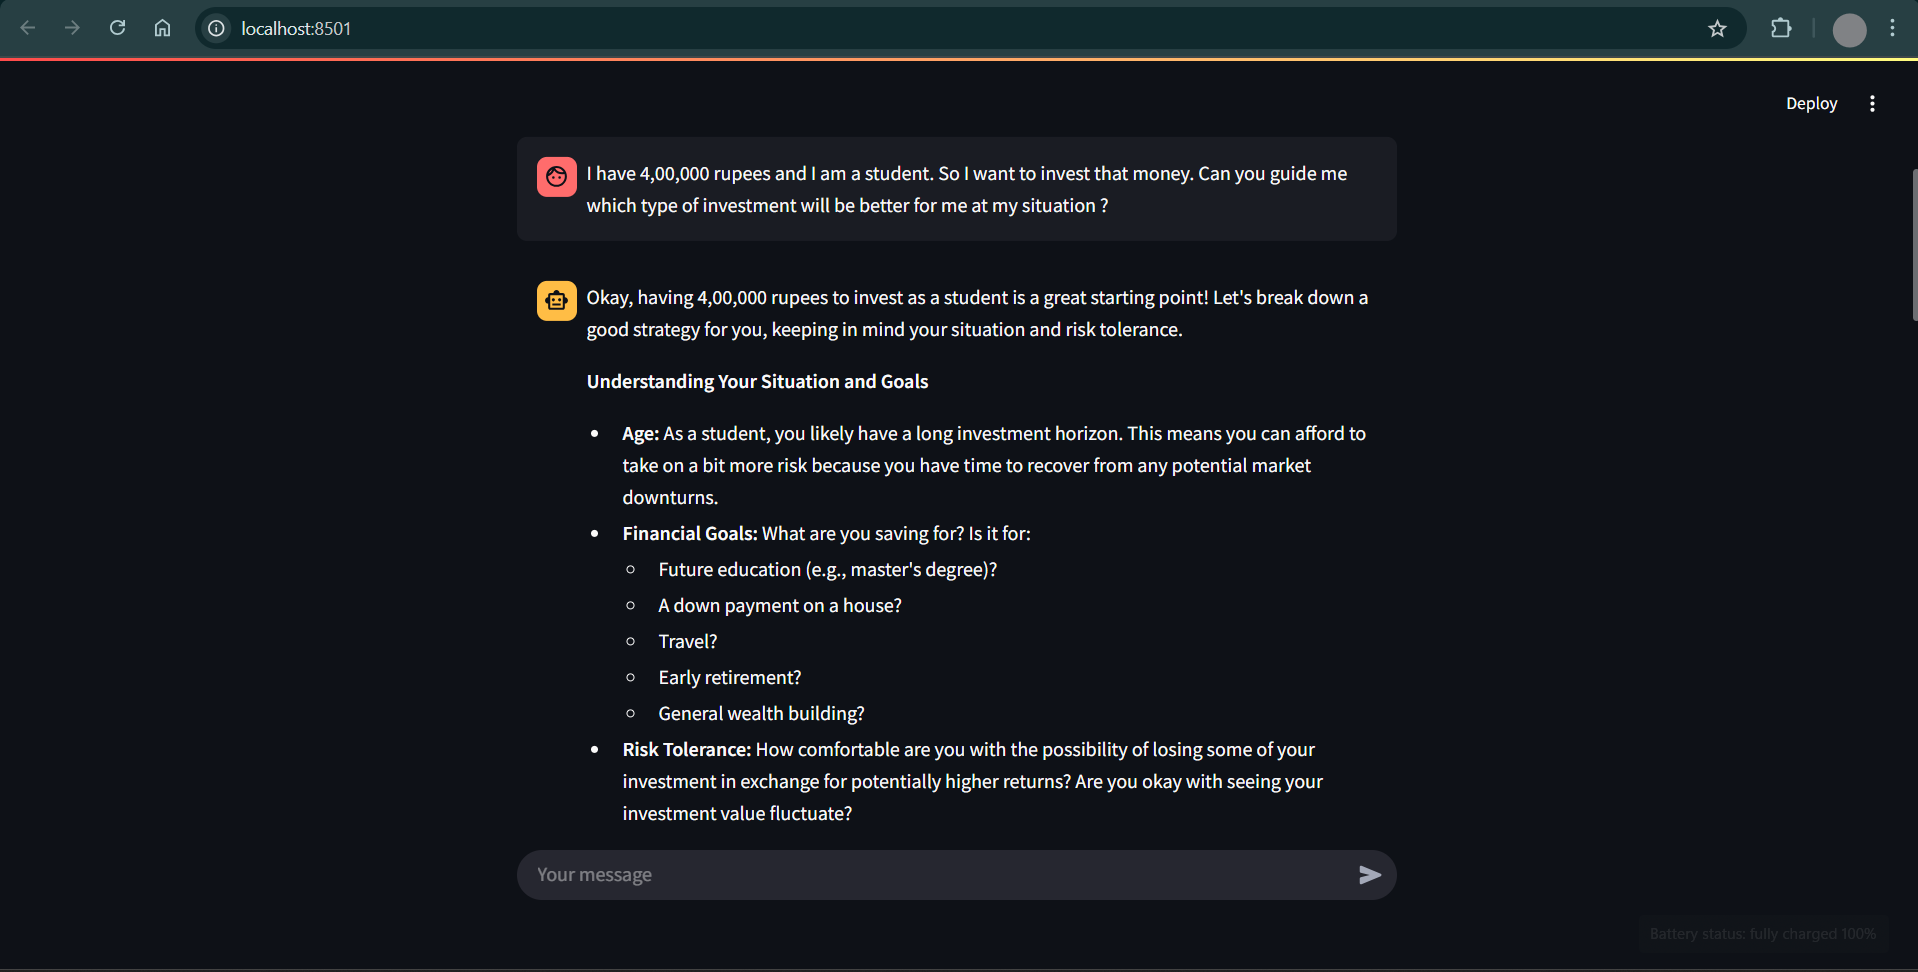 localhost:8501
Deploy
I have 4,00,000 rupees and I am a student. So I want to invest that money. Can you guide me
which type of investment will be better for me at my situation ?
Okay, having 4,00,000 rupees to invest as a student is a great starting point! Let's break down a
good strategy for you, keeping in mind your situation and risk tolerance.
Understanding Your Situation and Goals
Age: As a student, you likely have a long investment horizon. This means you can afford to
take on a bit more risk because you have time to recover from any potential market
downturns.
Financial Goals: What are you saving for? Is it for:
Future education (e.g., master's degree)?
A down payment on a house?
Travel?
Early retirement?
General wealth building?
Risk Tolerance: How comfortable are you with the possibility of losing some of your
investment in exchange for potentially higher returns? Are you okay with seeing your
investment value fluctuate?
Your message
Battery status: fully charged 100%